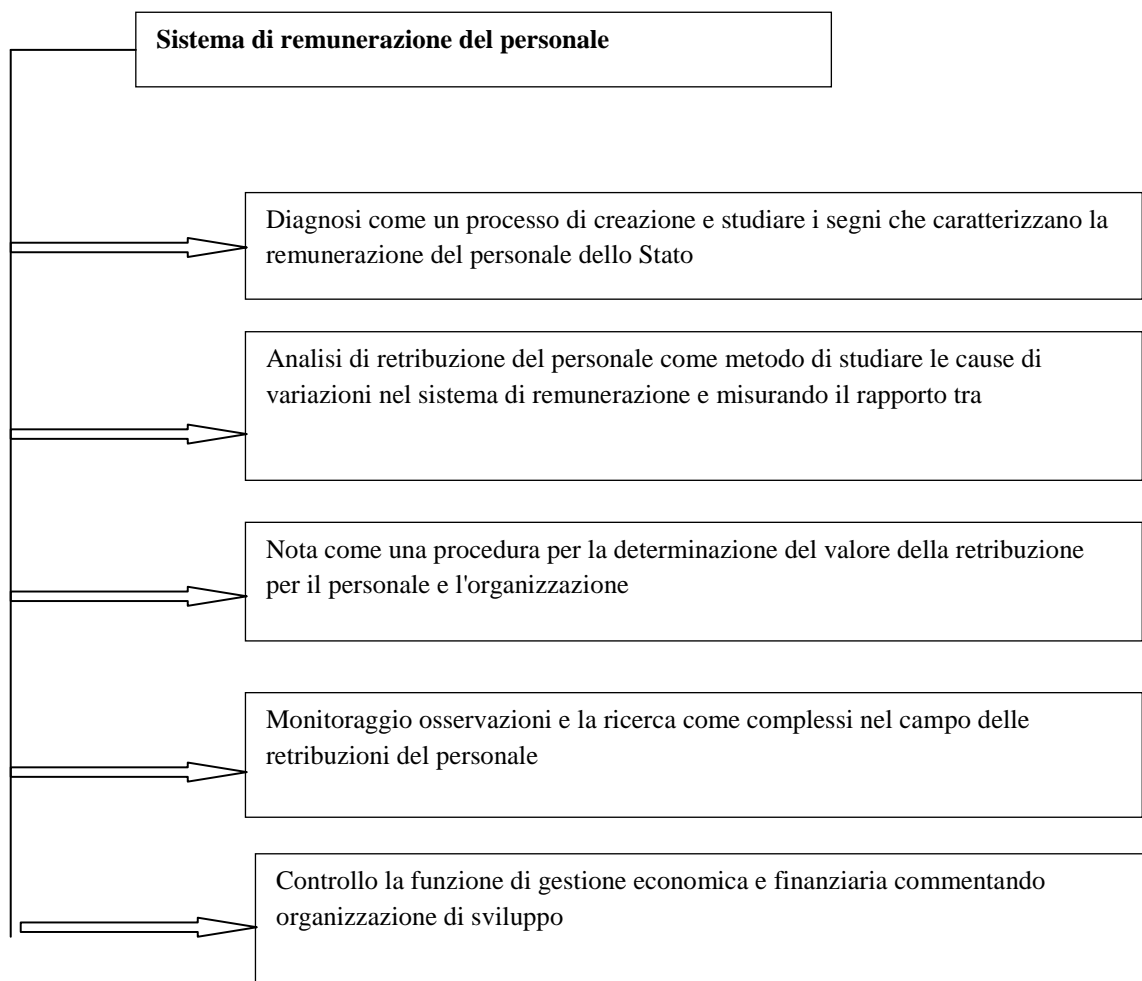 Sistema di remunerazione del personale
Diagnosi come un processo di creazione e studiare i segni che caratterizzano la
remunerazione del personale dello Stato
Analisi di retribuzione del personale come metodo di studiare le cause di
variazioni nel sistema di remunerazione e misurando il rapporto tra
Nota come una procedura per la determinazione del valore della retribuzione
per il personale e l'organizzazione
Monitoraggio osservazioni e la ricerca come complessi nel campo delle
retribuzioni del personale
Controllo la funzione di gestione economica e finanziaria commentando
organizzazione di sviluppo